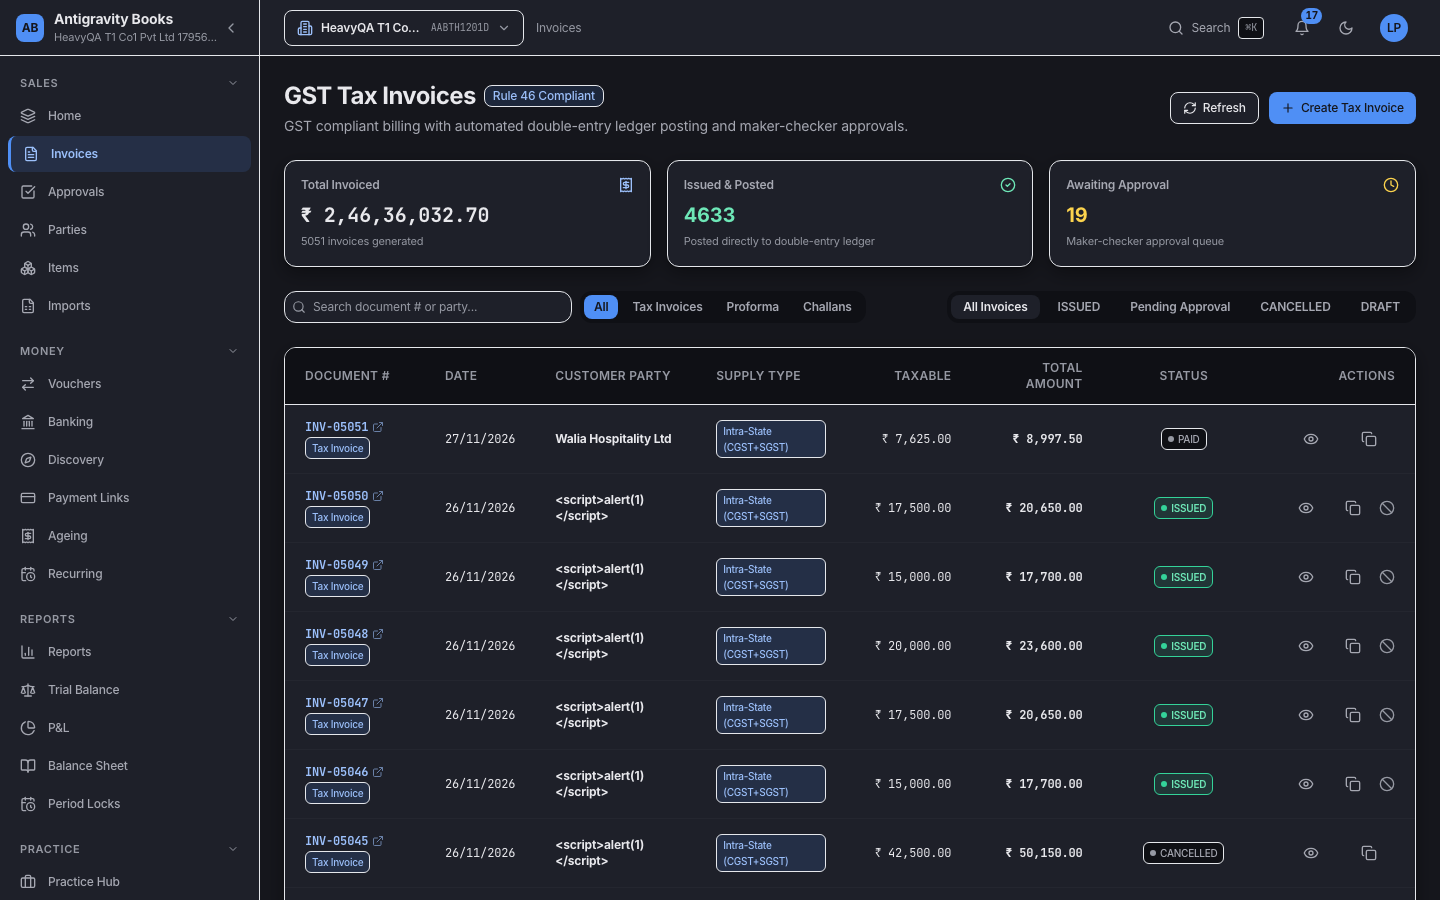 AB
Antigravity Books
HeavyQA T1 Co1 Pvt Ltd 17956...
SALES
Home
Invoices
Approvals
Parties
Items
Imports
MONEY
Vouchers
Banking
Discovery
Payment Links
Ageing
Recurring
REPORTS
Reports
Trial Balance
P&L
Balance Sheet
Period Locks
PRACTICE
Practice Hub
HeavyQA T1 Co... AABTH1201D
Invoices
Search ⌘K
17
LP
GST Tax Invoices
Rule 46 Compliant
GST compliant billing with automated double-entry ledger posting and maker-checker approvals.
Refresh
Create Tax Invoice
Total Invoiced
₹ 2,46,36,032.70
5051 invoices generated
Issued & Posted
4633
Posted directly to double-entry ledger
Awaiting Approval
19
Maker-checker approval queue
Search document # or party...
All Tax Invoices Proforma Challans
All Invoices ISSUED Pending Approval CANCELLED DRAFT
DOCUMENT # DATE CUSTOMER PARTY SUPPLY TYPE TAXABLE TOTAL AMOUNT STATUS ACTIONS
INV-05051
Tax Invoice
27/11/2026
Walia Hospitality Ltd
Intra-State
(CGST+SGST)
₹ 7,625.00
₹ 8,997.50
PAID
INV-05050
Tax Invoice
26/11/2026
<script>alert(1)
</script>
Intra-State
(CGST+SGST)
₹ 17,500.00
₹ 20,650.00
ISSUED
INV-05049
Tax Invoice
26/11/2026
<script>alert(1)
</script>
Intra-State
(CGST+SGST)
₹ 15,000.00
₹ 17,700.00
ISSUED
INV-05048
Tax Invoice
26/11/2026
<script>alert(1)
</script>
Intra-State
(CGST+SGST)
₹ 20,000.00
₹ 23,600.00
ISSUED
INV-05047
Tax Invoice
26/11/2026
<script>alert(1)
</script>
Intra-State
(CGST+SGST)
₹ 17,500.00
₹ 20,650.00
ISSUED
INV-05046
Tax Invoice
26/11/2026
<script>alert(1)
</script>
Intra-State
(CGST+SGST)
₹ 15,000.00
₹ 17,700.00
ISSUED
INV-05045
Tax Invoice
26/11/2026
<script>alert(1)
</script>
Intra-State
(CGST+SGST)
₹ 42,500.00
₹ 50,150.00
CANCELLED